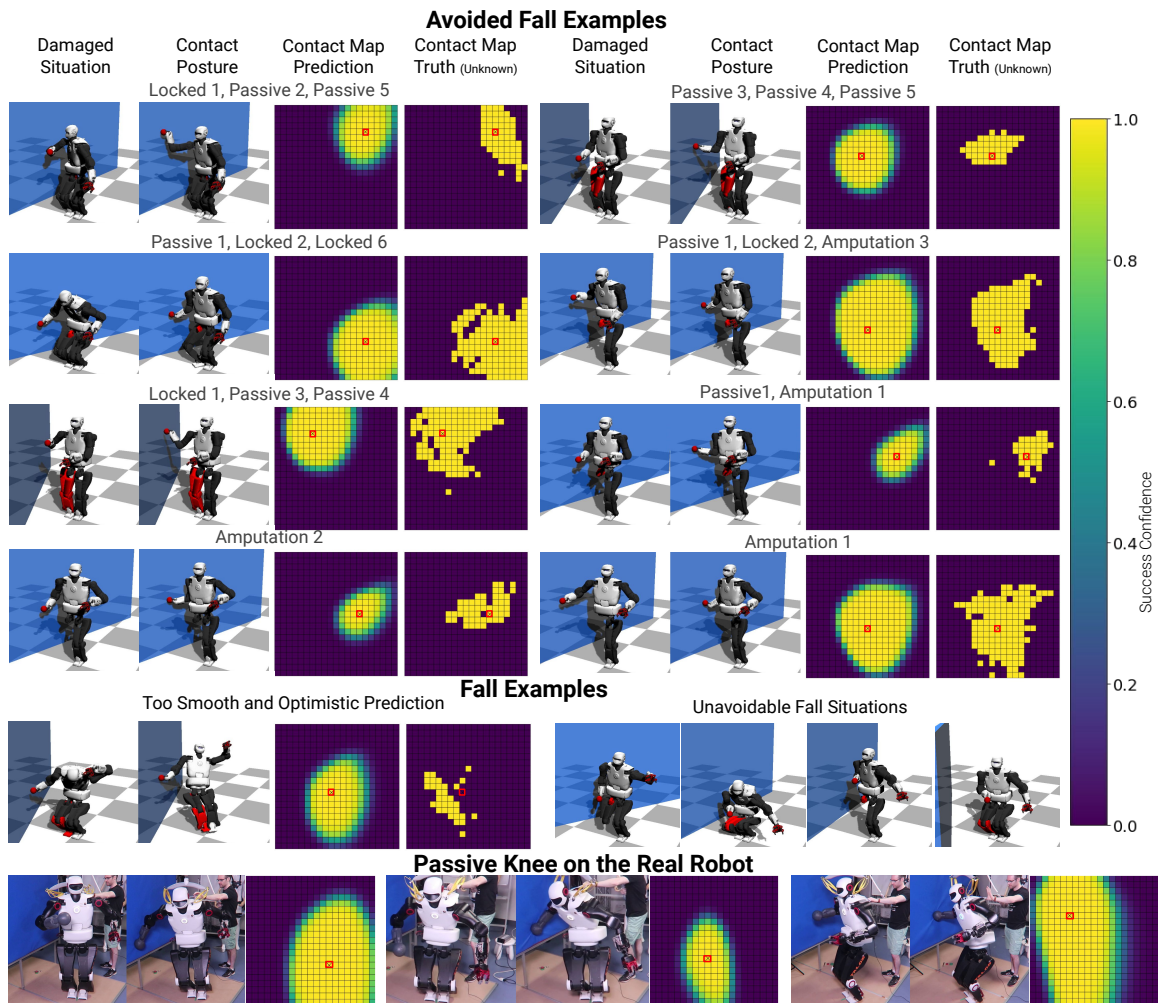 Avoided Fall Examples
Damaged Situation
Contact Posture
Contact Map Prediction
Contact Map Truth (Unknown)
Damaged Situation
Contact Posture
Contact Map Prediction
Contact Map Truth (Unknown)
Locked 1, Passive 2, Passive 5
Passive 3, Passive 4, Passive 5
Passive 1, Locked 2, Locked 6
Passive 1, Locked 2, Amputation 3
Locked 1, Passive 3, Passive 4
Passive1, Amputation 1
Amputation 2
Amputation 1
1.0
0.8
0.6
0.4
0.2
0.0
Success Confidence
Fall Examples
Too Smooth and Optimistic Prediction
Unavoidable Fall Situations
Passive Knee on the Real Robot